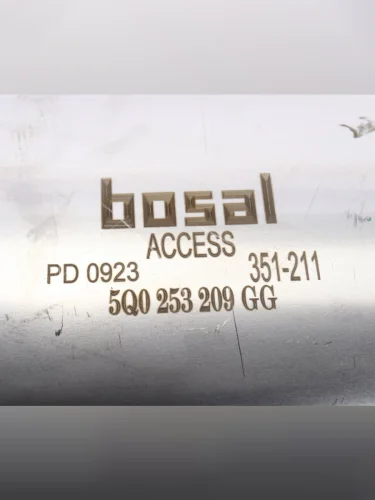 bosal
ACCESS
PD 0923 351-211
5Q0 253 209 GG